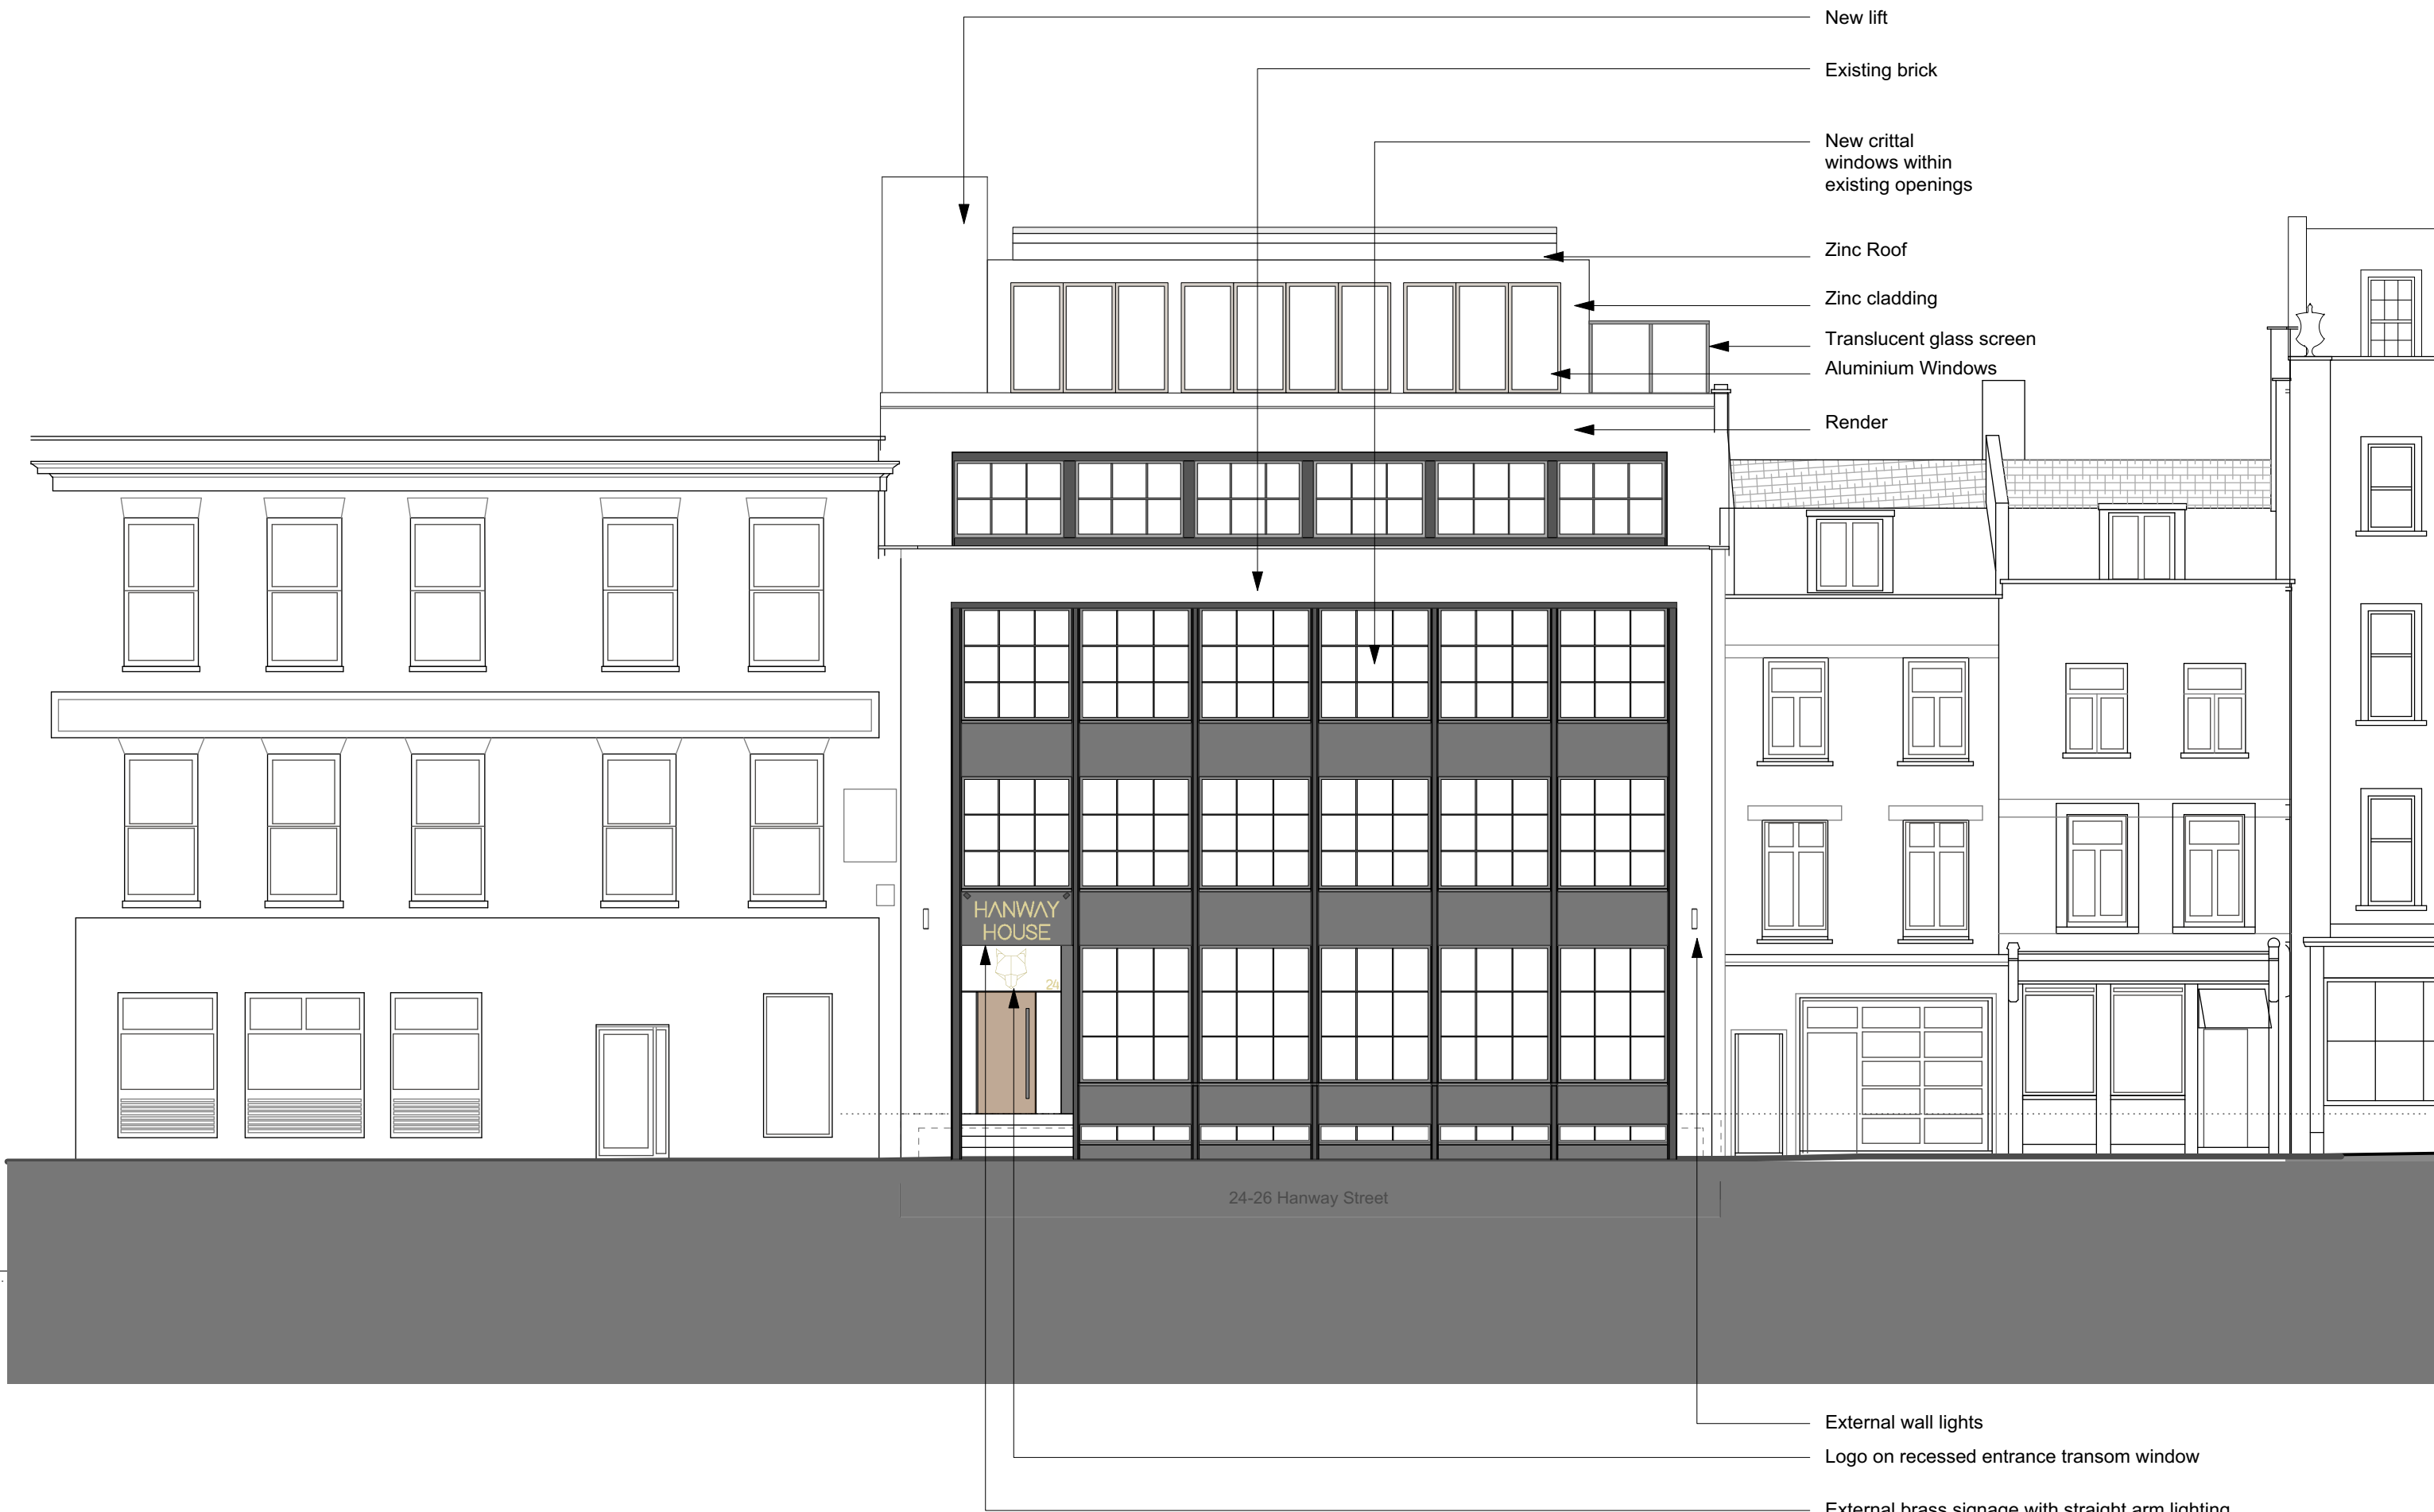 New lift
Existing brick
New crittal
windows within
existing openings
Zinc Roof
Zinc cladding
Translucent glass screen
Aluminium Windows
Render
HANWAY
HOUSE
24
24-26 Hanway Street
External wall lights
Logo on recessed entrance transom window
External brass signage with straight arm lighting